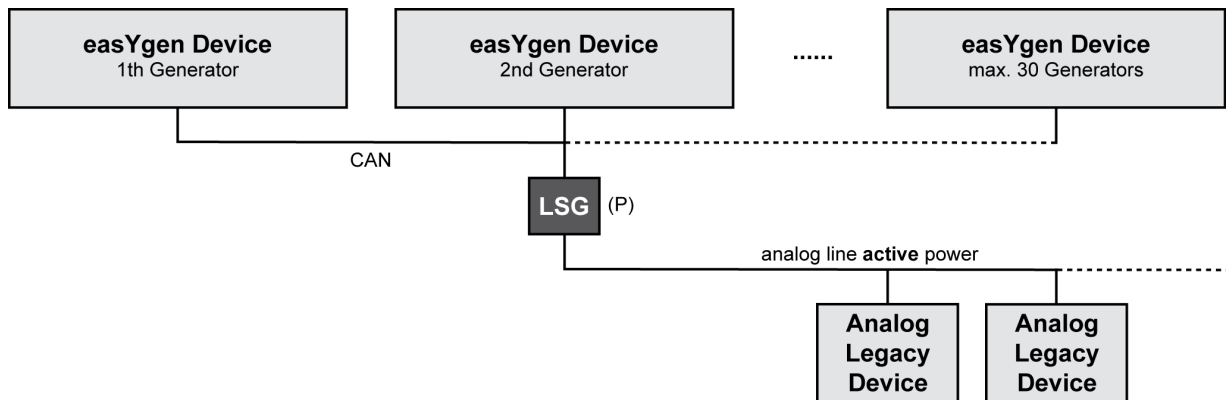 easYgen Device
1th Generator
easYgen Device
2nd Generator
......
easYgen Device
max. 30 Generators
CAN
LSG (P)
analog line active power
Analog
Legacy
Device
Analog
Legacy
Device